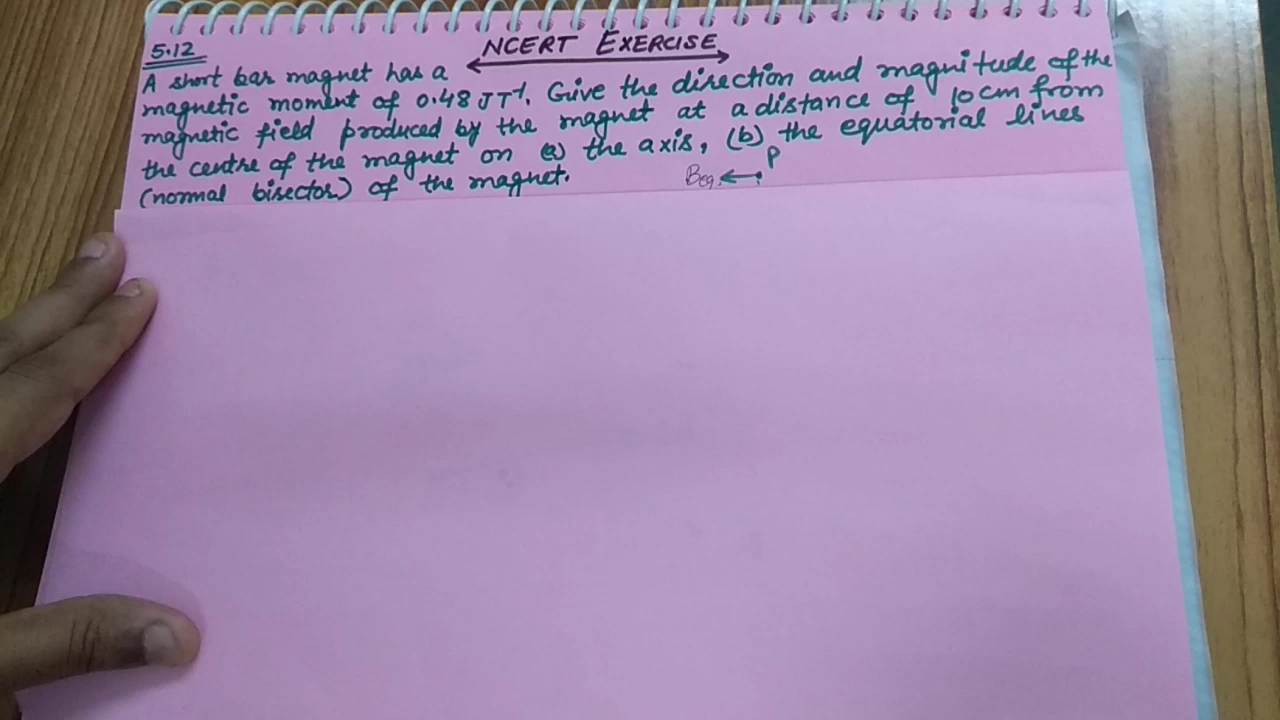 NCERT EXERCISE
5.12
A short bar magnet has a
magnetic moment of 0.48 JT⁻¹. Give the direction and magnitude of the
magnetic field produced by the magnet at a distance of 10 cm from
the centre of the magnet on (a) the axis, (b) the equatorial lines
(normal bisector) of the magnet.
P
Beq.